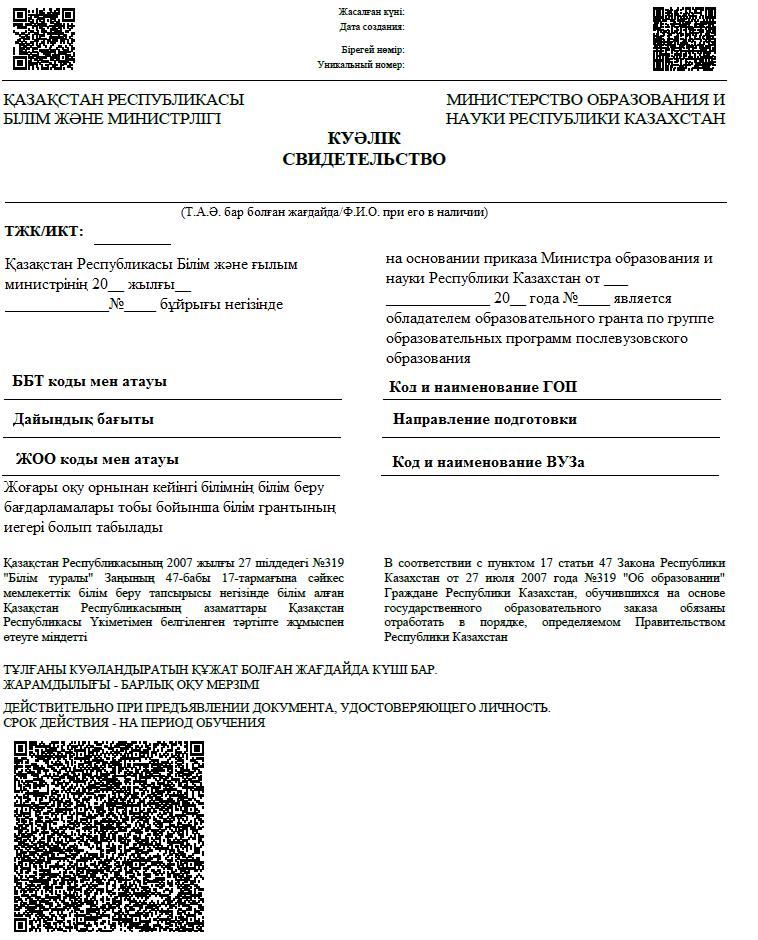 Жасалған күні:
Дата создания:
Бірегей нөмір:
Уникальный номер:
ҚАЗАҚСТАН РЕСПУБЛИКАСЫ
БІЛІМ ЖӘНЕ МИНИСТРЛІГІ
МИНИСТЕРСТВО ОБРАЗОВАНИЯ И
НАУКИ РЕСПУБЛИКИ КАЗАХСТАН
КУӘЛІК
СВИДЕТЕЛЬСТВО
(Т.А.Ә. бар болған жағдайда/Ф.И.О. при его в наличии)
ТЖК/ИКТ: __________
Қазақстан Республикасы Білім және ғылым
министрінің 20__ жылғы__
_____________№____ бұйрығы негізінде
на основании приказа Министра образования и
науки Республики Казахстан от ___
_____________ 20__ года №____ является
обладателем образовательного гранта по группе
образовательных программ послевузовского
образования
ББТ коды мен атауы
Дайындық бағыты
ЖОО коды мен атауы
Код и наименование ГОП
Направление подготовки
Код и наименование ВУЗа
Жоғары оқу орнынан кейінгі білімнің білім беру
бағдарламалары тобы бойынша білім грантының
иегері болып табылады
Қазақстан Республикасының 2007 жылғы 27 шілдедегі №319
"Білім туралы" Заңының 47-бабы 17-тармағына сәйкес
мемлекеттік білім беру тапсырысы негізінде білім алған
Қазақстан Республикасының азаматтары Қазақстан
Республикасы Үкіметімен белгіленген тәртіпте жұмыспен
өтеуге міндетті
В соответствии с пунктом 17 статьи 47 Закона Республики
Казахстан от 27 июля 2007 года №319 "Об образовании"
Граждане Республики Казахстан, обучившихся на основе
государственного образовательного заказа обязаны
отработать в порядке, определяемом Правительством
Республики Казахстан
ТҰЛҒАНЫ КУӘЛАНДЫРАТЫН ҚҰЖАТ БОЛҒАН ЖАҒДАЙДА КҮШІ БАР.
ЖАРАМДЫЛЫҒЫ - БАРЛЫҚ ОҚУ МЕРЗІМІ
ДЕЙСТВИТЕЛЬНО ПРИ ПРЕДЪЯВЛЕНИИ ДОКУМЕНТА, УДОСТОВЕРЯЮЩЕГО ЛИЧНОСТЬ.
СРОК ДЕЙСТВИЯ - НА ПЕРИОД ОБУЧЕНИЯ